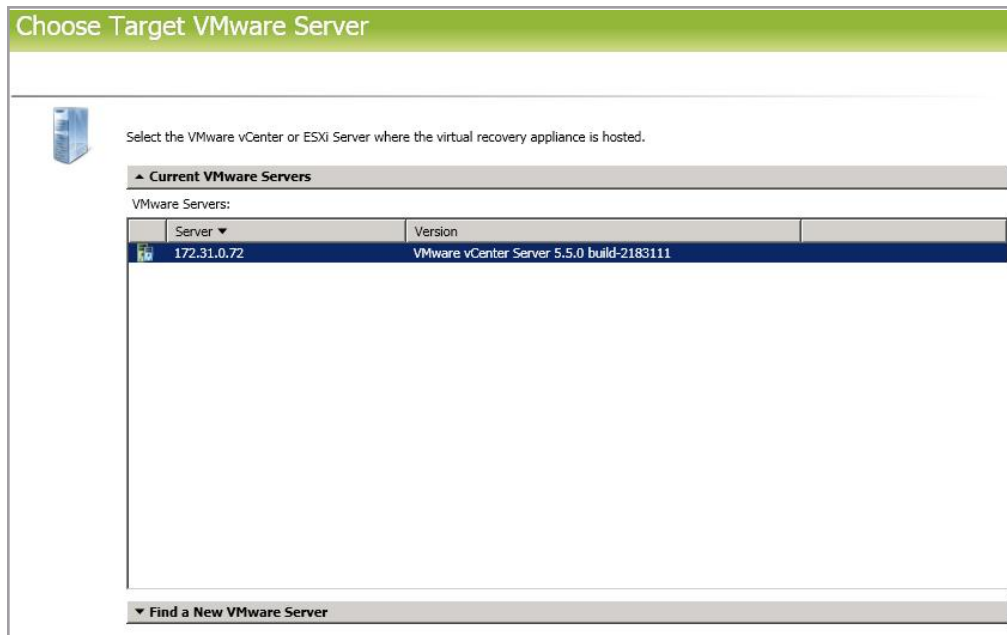 Choose Target VMware Server
Select the VMware vCenter or ESXi Server where the virtual recovery appliance is hosted.
▲ Current VMware Servers
VMware Servers:
Server ▼ Version
172.31.0.72 VMware vCenter Server 5.5.0 build-2183111
▼ Find a New VMware Server